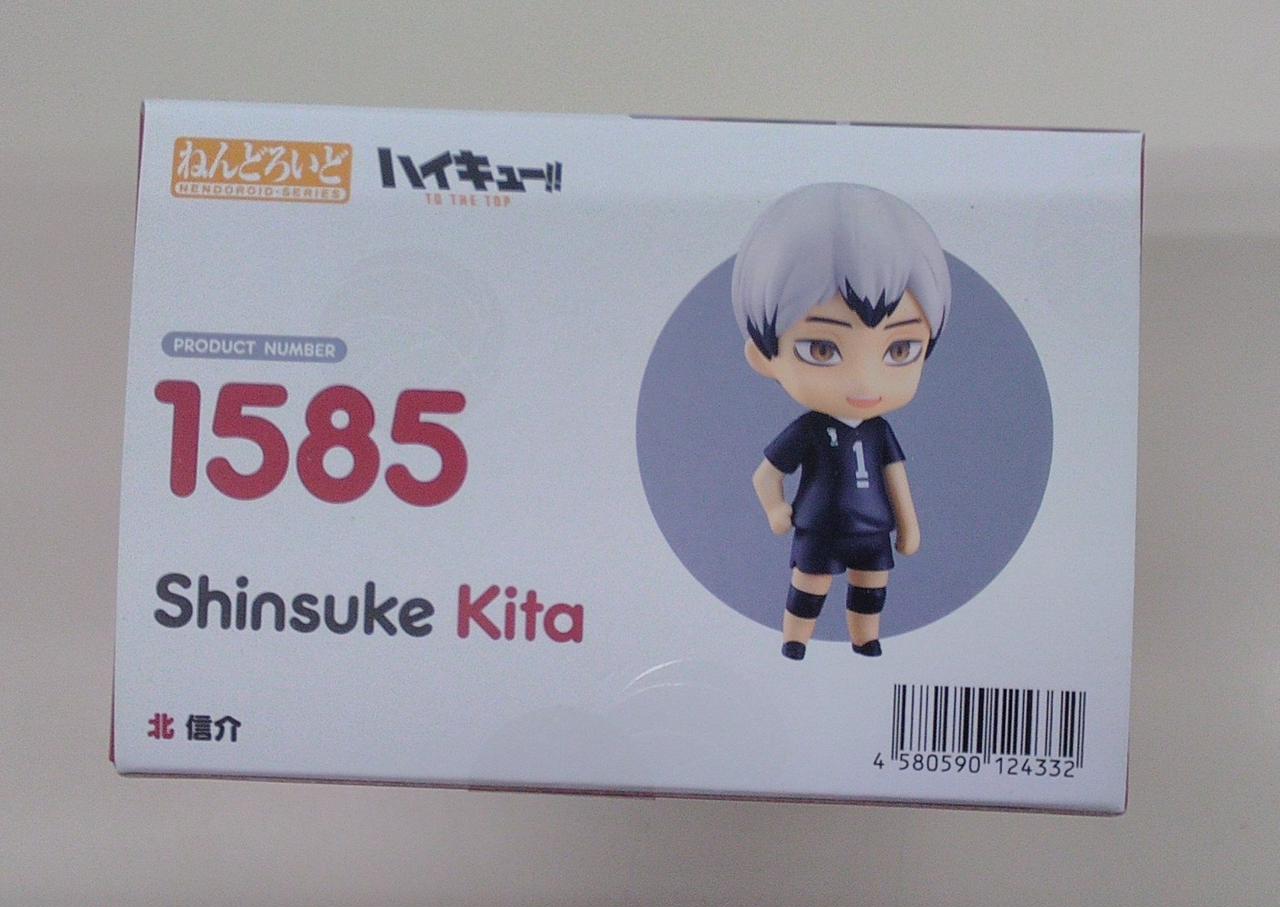 ねんどろいど
NENDOROID・SERIES
ハイキュー!!
TO THE TOP
PRODUCT NUMBER
1585
Shinsuke Kita
北 信介
1
4 580590 124332